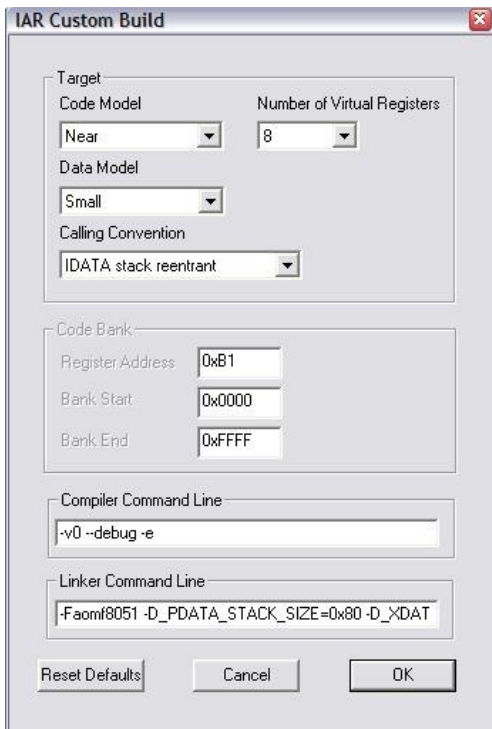 IAR Custom Build
Target
Code Model
Number of Virtual Registers
Near
8
Data Model
Small
Calling Convention
IDATA stack reentrant
Code Bank
Register Address
0xB1
Bank Start
0x0000
Bank End
0xFFFF
Compiler Command Line
-v0 --debug -e
Linker Command Line
-Faomf8051 -D_PDATA_STACK_SIZE=0x80 -D_XDAT
Reset Defaults
Cancel
OK